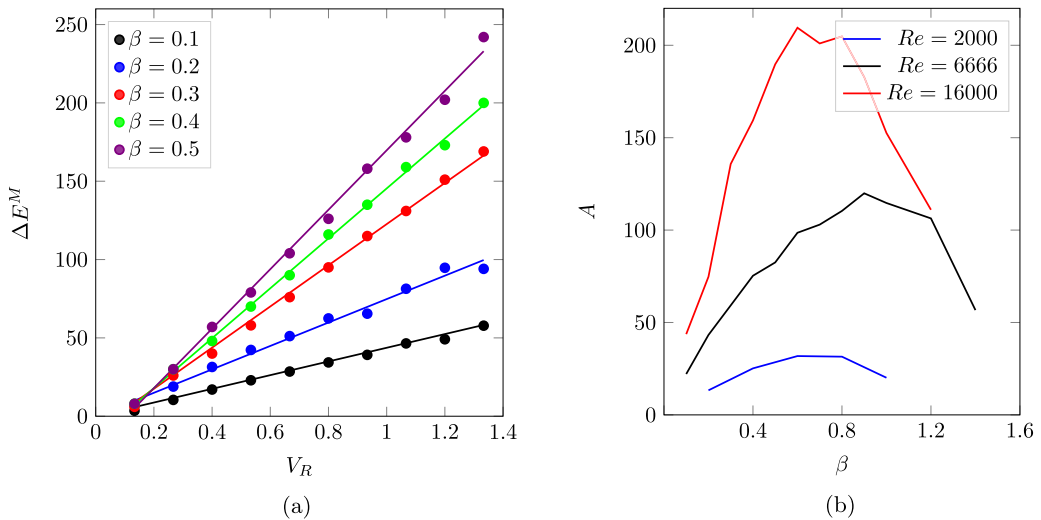 250
200
150
100
50
0
ΔE^M
β = 0.1
β = 0.2
β = 0.3
β = 0.4
β = 0.5
0 0.2 0.4 0.6 0.8 1 1.2 1.4
V_R
(a)
200
150
100
50
0
A
Re = 2000
Re = 6666
Re = 16000
0.4 0.8 1.2 1.6
β
(b)